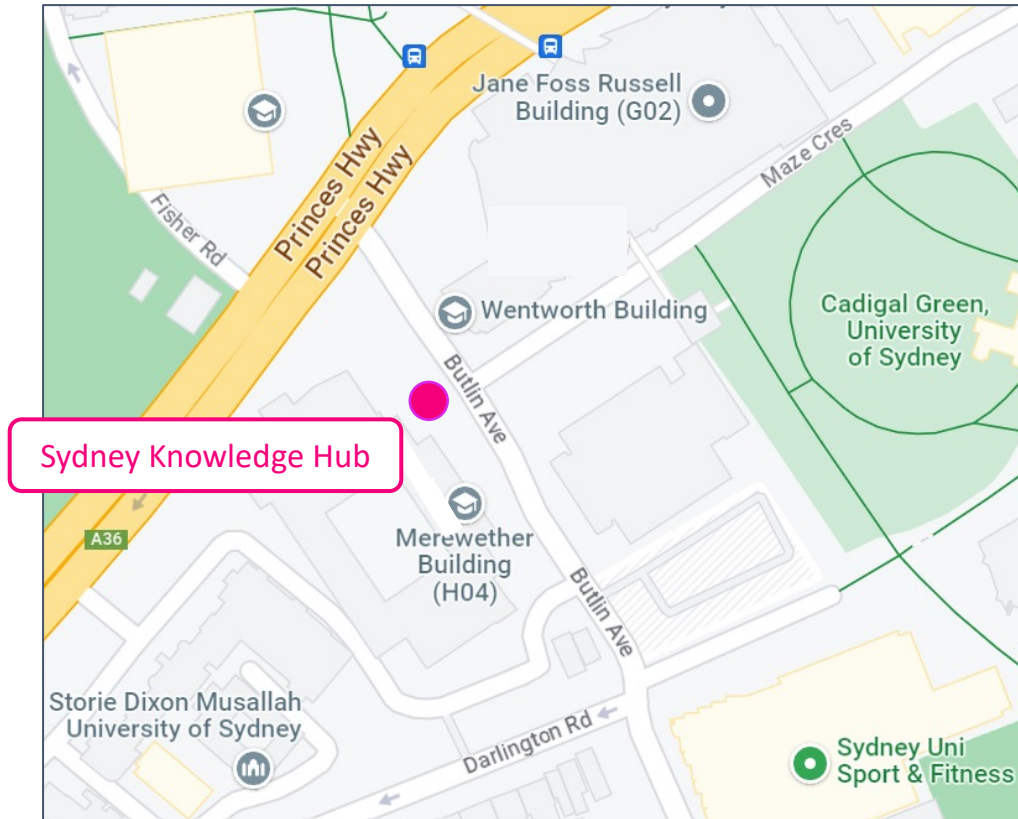 Jane Foss Russell
Building (G02)
Maze Cres
Princes Hwy
Princes Hwy
Fisher Rd
Wentworth Building
Cadigal Green,
University
of Sydney
Butlin Ave
Sydney Knowledge Hub
A36
Merewether
Building
(H04)
Butlin Ave
Storie Dixon Musallah
University of Sydney
Darlington Rd
Sydney Uni
Sport & Fitness